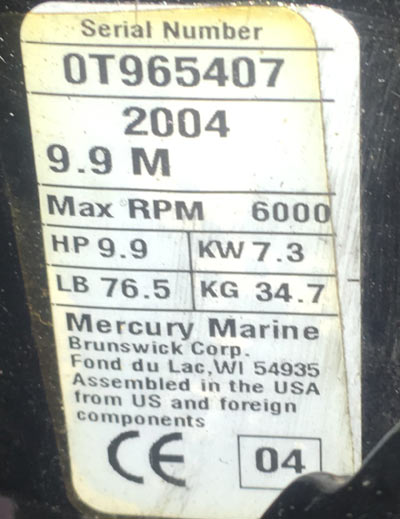 Serial Number
0T965407
2004
9.9 M
Max RPM 6000
HP 9.9 KW 7.3
LB 76.5 KG 34.7
Mercury Marine
Brunswick Corp.
Fond du Lac, WI 54935
Assembled in the USA
from US and foreign
components
CE 04